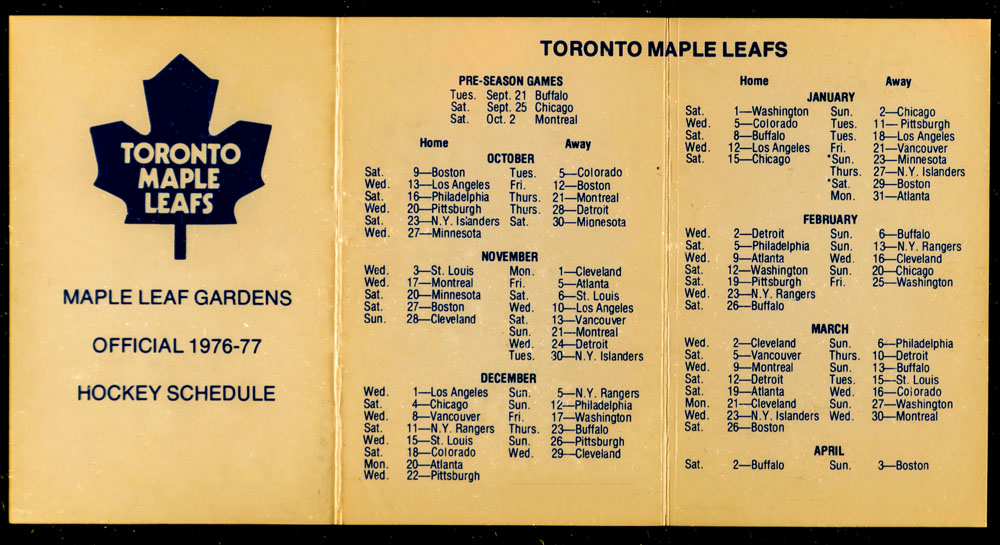 TORONTO
MAPLE
LEAFS
MAPLE LEAF GARDENS
OFFICIAL 1976-77
HOCKEY SCHEDULE
TORONTO MAPLE LEAFS
PRE-SEASON GAMES
Tues. Sept. 21 Buffalo
Sat. Sept. 25 Chicago
Sat. Oct. 2 Montreal
Home Away
OCTOBER
Sat. 9—Boston Tues. 5—Colorado
Wed. 13—Los Angeles Fri. 12—Boston
Sat. 16—Philadelphia Thurs. 21—Montreal
Wed. 20—Pittsburgh Thurs. 28—Detroit
Sat. 23—N.Y. Islanders Sat. 30—Minnesota
Wed. 27—Minnesota
NOVEMBER
Wed. 3—St. Louis Mon. 1—Cleveland
Wed. 17—Montreal Fri. 5—Atlanta
Sat. 20—Minnesota Sat. 6—St. Louis
Sat. 27—Boston Wed. 10—Los Angeles
Sun. 28—Cleveland Sat. 13—Vancouver
Sun. 21—Montreal
Wed. 24—Detroit
Tues. 30—N.Y. Islanders
DECEMBER
Wed. 1—Los Angeles Sun. 5—N.Y. Rangers
Sat. 4—Chicago Sun. 12—Philadelphia
Wed. 8—Vancouver Fri. 17—Washington
Sat. 11—N.Y. Rangers Thurs. 23—Buffalo
Wed. 15—St. Louis Sun. 26—Pittsburgh
Sat. 18—Colorado Wed. 29—Cleveland
Mon. 20—Atlanta
Wed. 22—Pittsburgh
Home Away
JANUARY
Sat. 1—Washington Sun. 2—Chicago
Wed. 5—Colorado Tues. 11—Pittsburgh
Sat. 8—Buffalo Tues. 18—Los Angeles
Wed. 12—Los Angeles Fri. 21—Vancouver
Sat. 15—Chicago *Sun. 23—Minnesota
Thurs. 27—N.Y. Islanders
*Sat. 29—Boston
Mon. 31—Atlanta
FEBRUARY
Wed. 2—Detroit Sun. 6—Buffalo
Sat. 5—Philadelphia Sun. 13—N.Y. Rangers
Wed. 9—Atlanta Wed. 16—Cleveland
Sat. 12—Washington Sun. 20—Chicago
Sat. 19—Pittsburgh Fri. 25—Washington
Wed. 23—N.Y. Rangers
Sat. 26—Buffalo
MARCH
Wed. 2—Cleveland Sun. 6—Philadelphia
Sat. 5—Vancouver Thurs. 10—Detroit
Wed. 9—Montreal Sun. 13—Buffalo
Sat. 12—Detroit Tues. 15—St. Louis
Sat. 19—Atlanta Wed. 16—Colorado
Mon. 21—Cleveland Sun. 27—Washington
Wed. 23—N.Y. Islanders Wed. 30—Montreal
Sat. 26—Boston
APRIL
Sat. 2—Buffalo Sun. 3—Boston